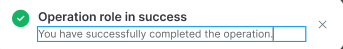 Operation role in success
You have successfully completed the operation.